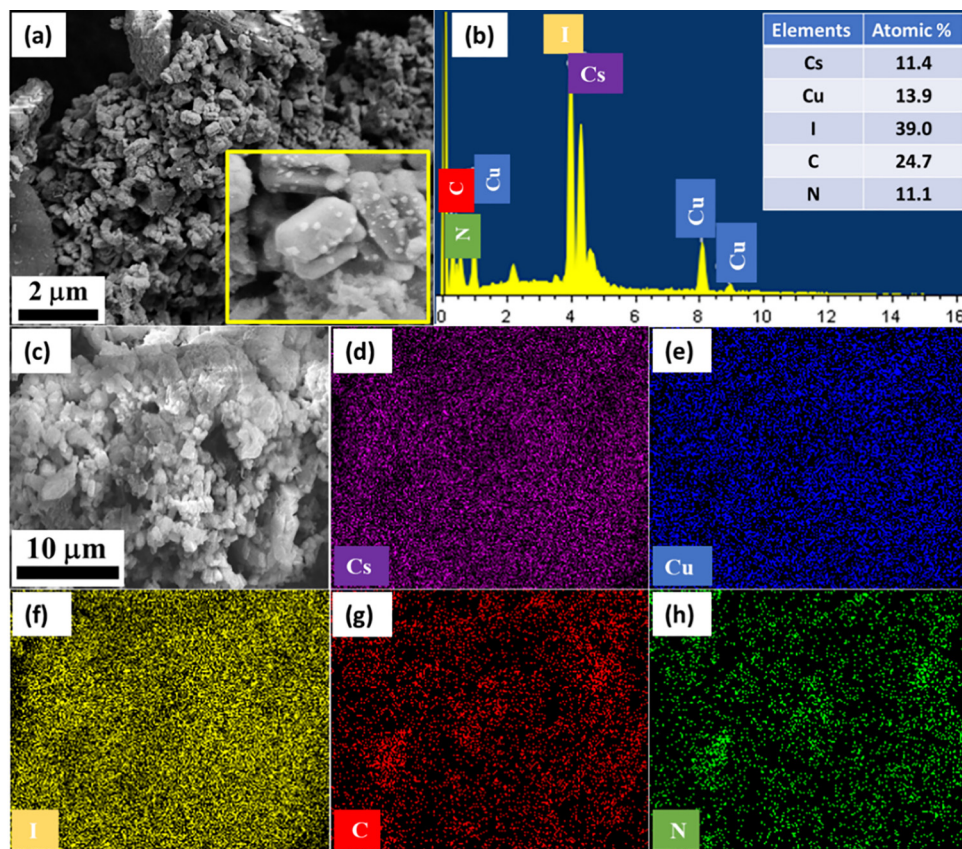 (a)
2 μm
(b)
I
Cs
C
Cu
N
Cu
Cu
Elements Atomic %
Cs 11.4
Cu 13.9
I 39.0
C 24.7
N 11.1
0 2 4 6 8 10 12 14 16
(c)
10 μm
(d)
Cs
(e)
Cu
(f)
I
(g)
C
(h)
N